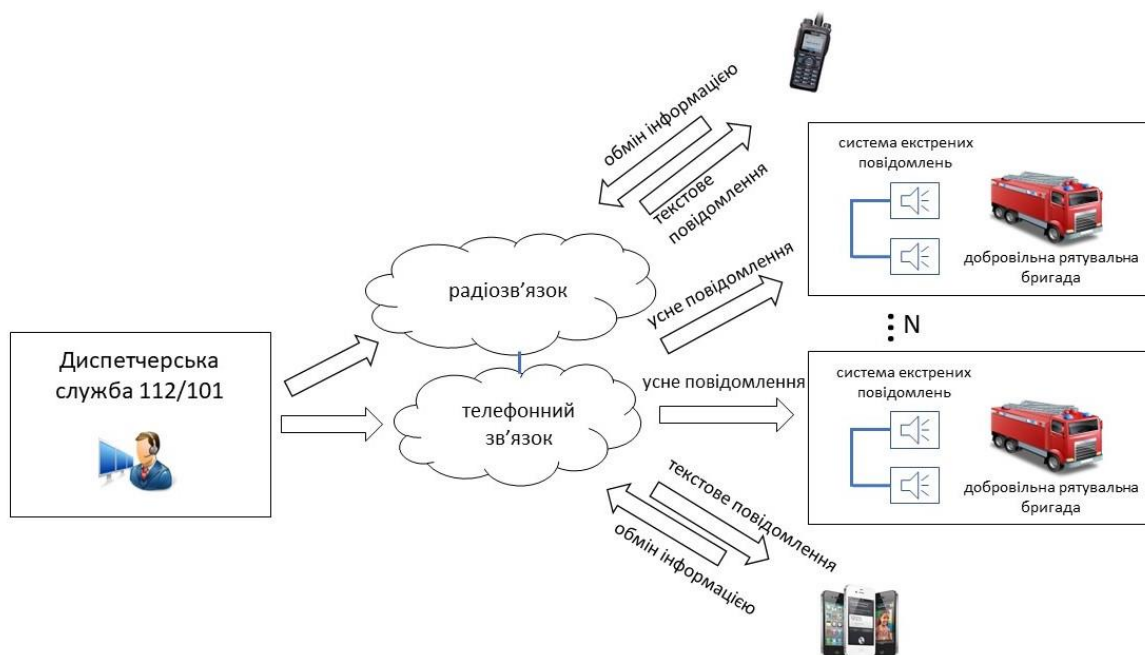 обмін інформацією
текстове
повідомлення
система екстрених
повідомлень
добровільна рятувальна
бригада
радіозв’язок
усне повідомлення
N
Диспетчерська
служба 112/101
телефонний
зв’язок
усне повідомлення
система екстрених
повідомлень
добровільна рятувальна
бригада
текстове повідомлення
обмін інформацією